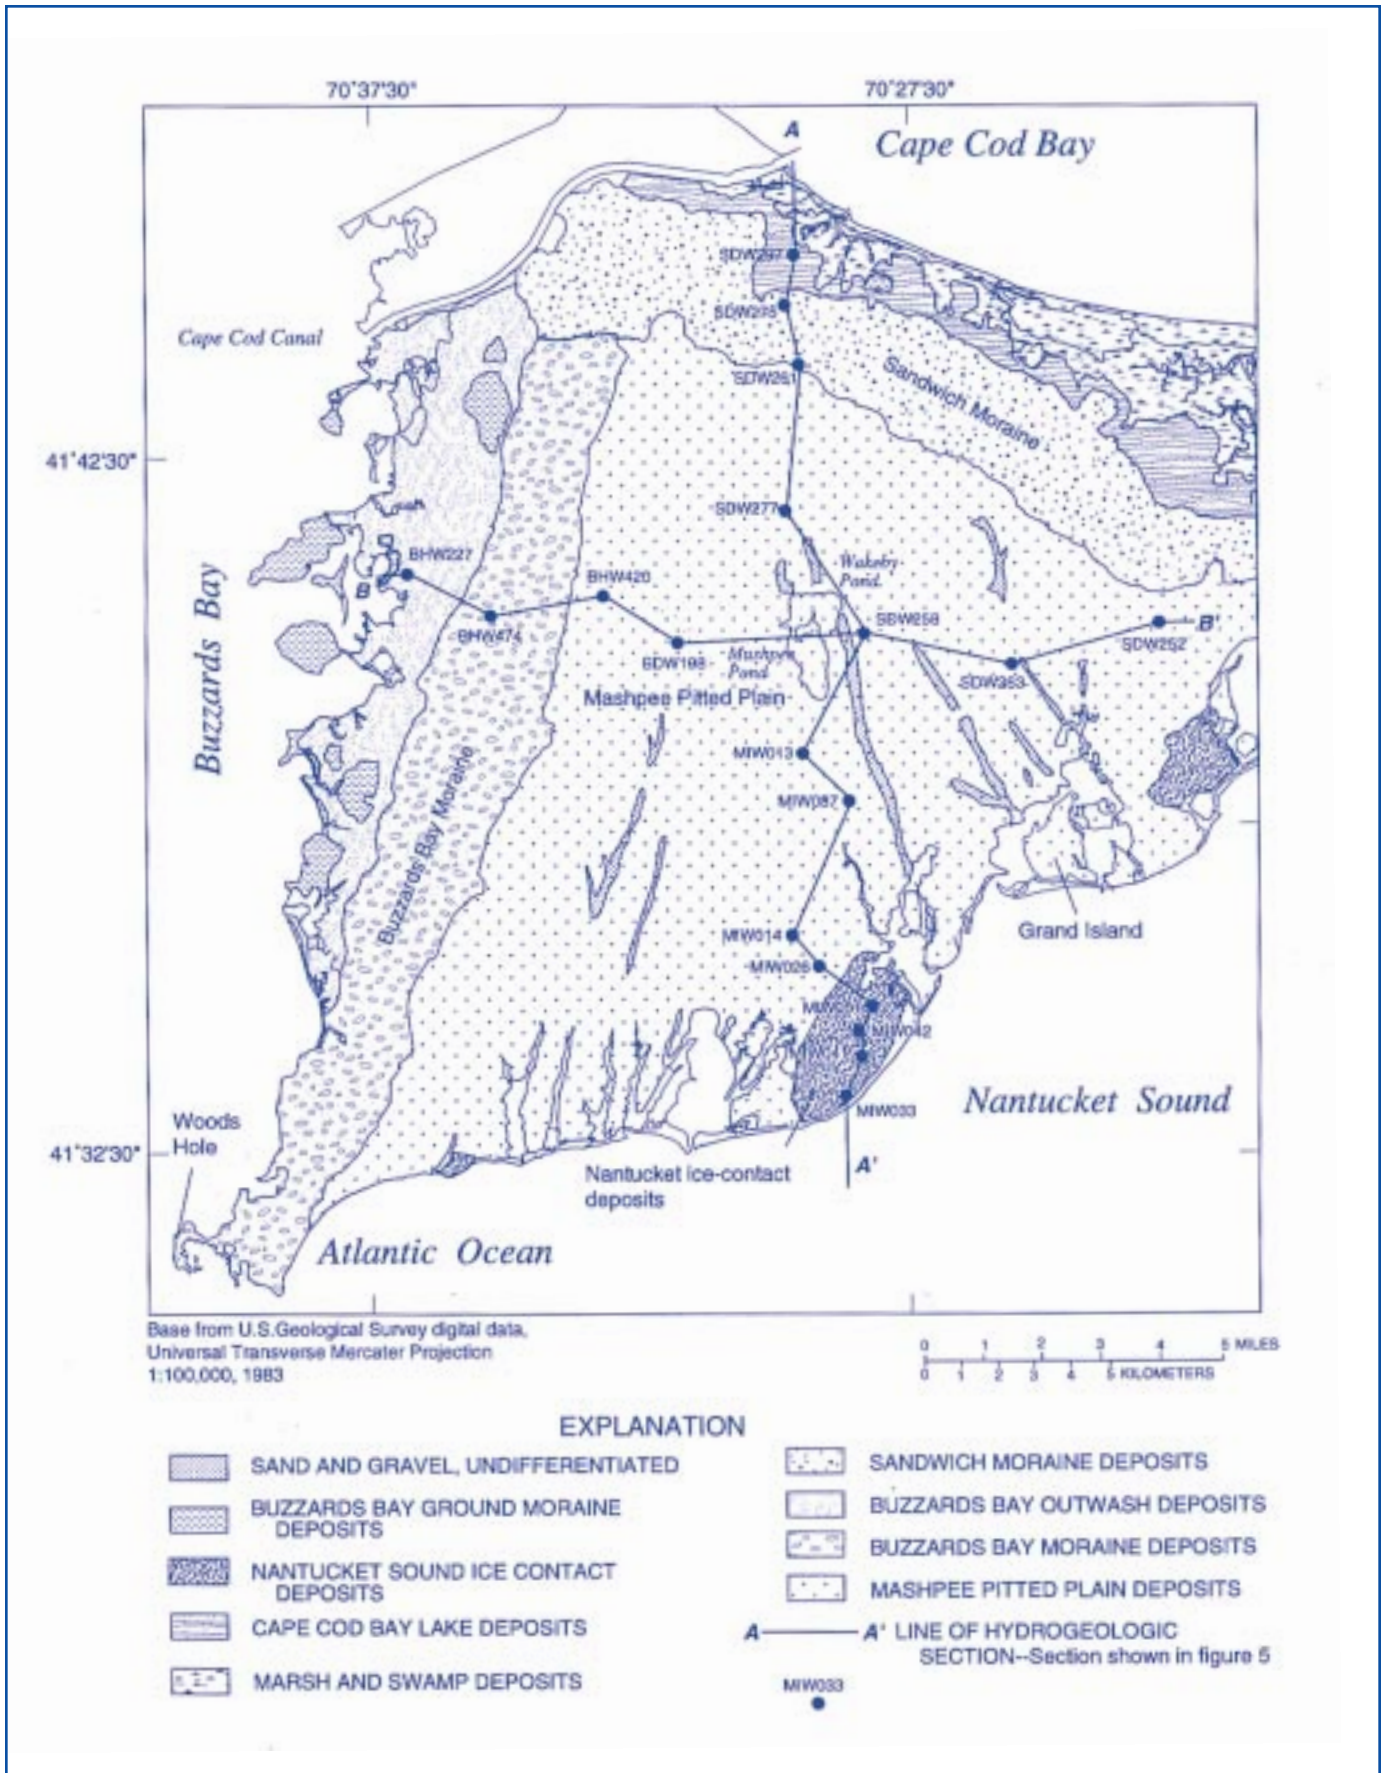 70°37'30"
70°27'30"
A
Cape Cod Bay
SDW297
Cape Cod Canal
SDW261
Sandwich Moraine
41°42'30"
SDW277
BHW227
Wakeby
Pond
BHW420
B
Buzzards Bay
BHW474
SDW258
B'
SDW252
Mashpee
Pond
SDW353
Mashpee Pitted Plain
MIW013
MIW087
Buzzards Bay Moraine
MIW014
Grand Island
MIW026
MIW042
Nantucket Sound
MIW033
Woods
Hole
41°32'30"
Nantucket ice-contact
deposits
A'
Atlantic Ocean
Base from U.S.Geological Survey digital data,
Universal Transverse Mercater Projection
1:100,000, 1983
0 1 2 3 4 5 MILES
0 1 2 3 4 5 KILOMETERS
EXPLANATION
SAND AND GRAVEL, UNDIFFERENTIATED
BUZZARDS BAY GROUND MORAINE
DEPOSITS
NANTUCKET SOUND ICE CONTACT
DEPOSITS
CAPE COD BAY LAKE DEPOSITS
MARSH AND SWAMP DEPOSITS
SANDWICH MORAINE DEPOSITS
BUZZARDS BAY OUTWASH DEPOSITS
BUZZARDS BAY MORAINE DEPOSITS
MASHPEE PITTED PLAIN DEPOSITS
A A' LINE OF HYDROGEOLOGIC
SECTION--Section shown in figure 5
MIW033